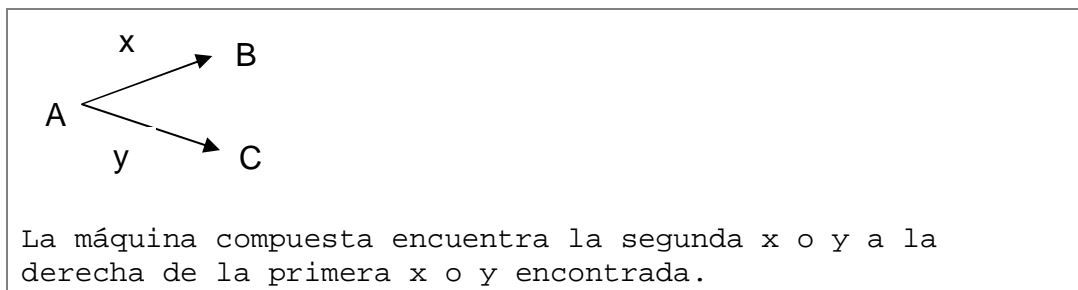 x
B
A
y
C
La máquina compuesta encuentra la segunda x o y a la
derecha de la primera x o y encontrada.